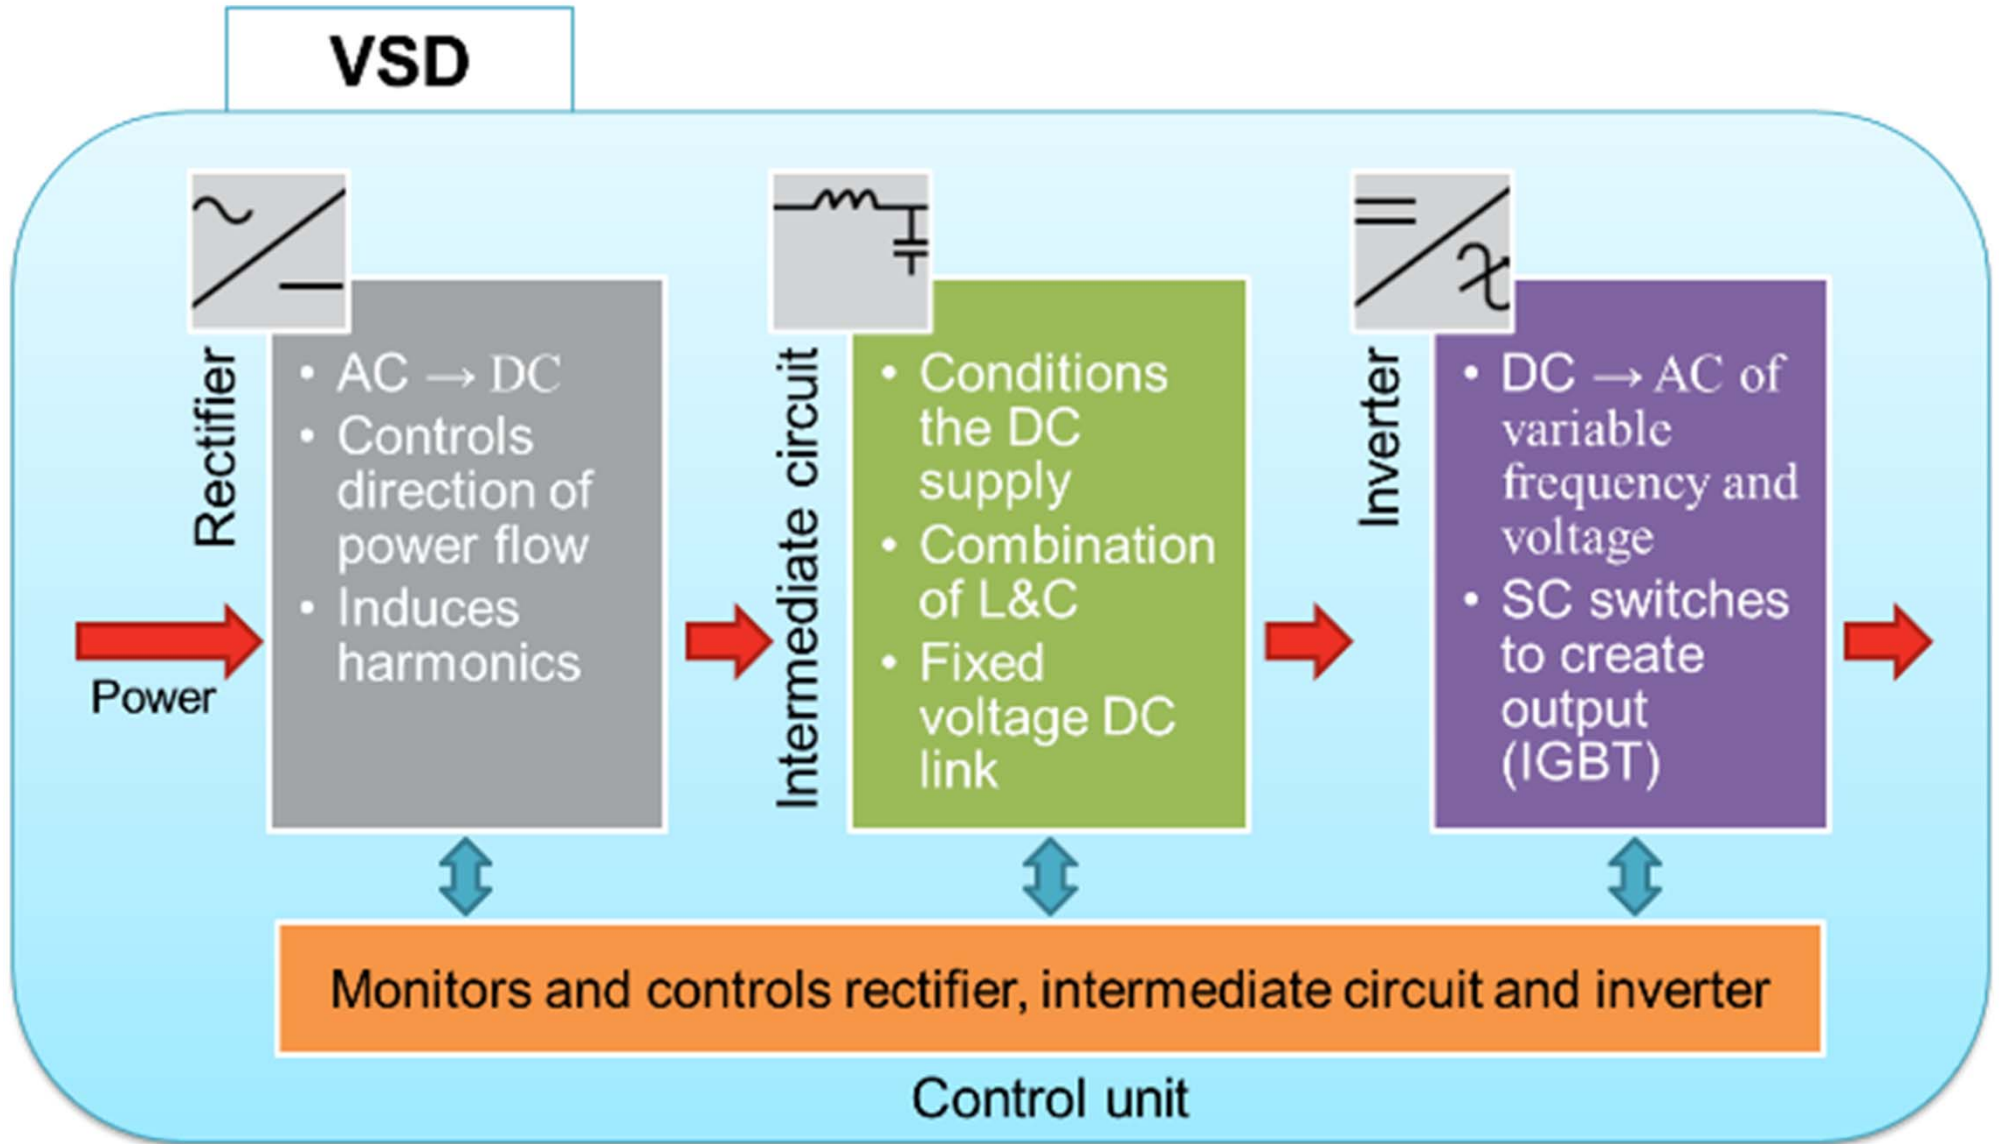 VSD
Rectifier
• AC → DC
• Controls
direction of
power flow
• Induces
harmonics
Power
Intermediate circuit
• Conditions
the DC
supply
• Combination
of L&C
• Fixed
voltage DC
link
Inverter
• DC → AC of
variable
frequency and
voltage
• SC switches
to create
output
(IGBT)
Monitors and controls rectifier, intermediate circuit and inverter
Control unit